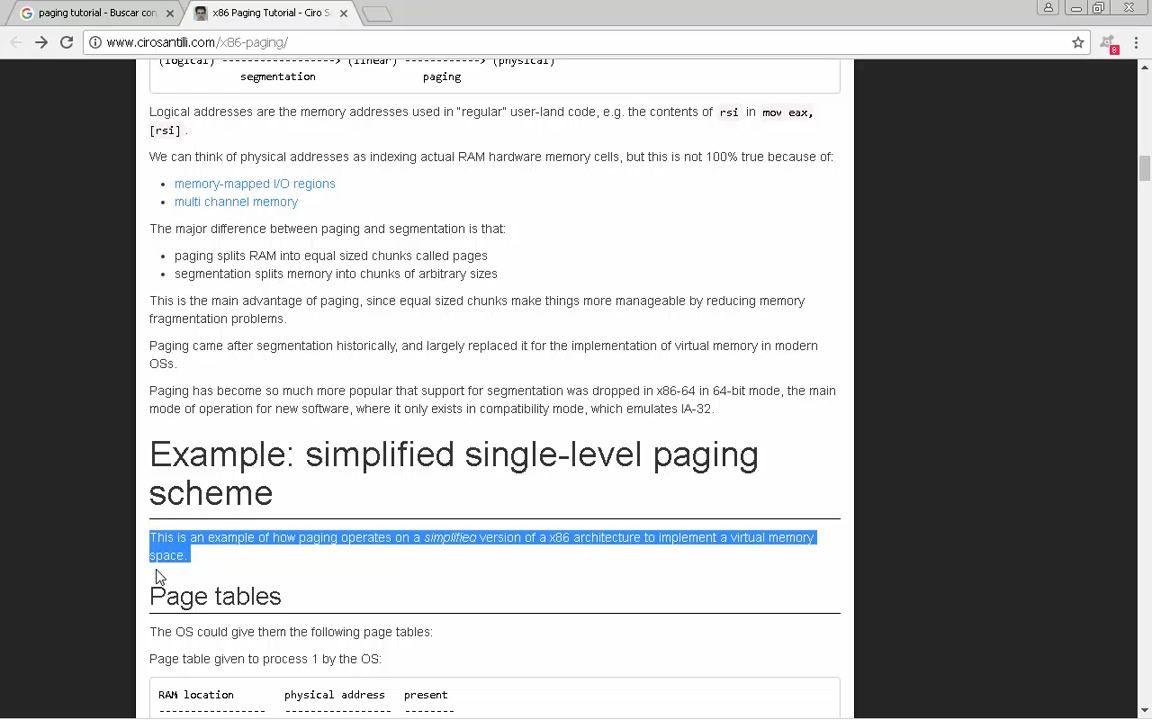 paging tutorial - Buscar con
x86 Paging Tutorial - Ciro S
www.cirosantilli.com/x86-paging/
8
(logical) ------------------> (linear) ------------> (physical)
segmentation paging
Logical addresses are the memory addresses used in "regular" user-land code, e.g. the contents of rsi in mov eax,
[rsi] .
We can think of physical addresses as indexing actual RAM hardware memory cells, but this is not 100% true because of:
• memory-mapped I/O regions
• multi channel memory
The major difference between paging and segmentation is that:
• paging splits RAM into equal sized chunks called pages
• segmentation splits memory into chunks of arbitrary sizes
This is the main advantage of paging, since equal sized chunks make things more manageable by reducing memory
fragmentation problems.
Paging came after segmentation historically, and largely replaced it for the implementation of virtual memory in modern
OSs.
Paging has become so much more popular that support for segmentation was dropped in x86-64 in 64-bit mode, the main
mode of operation for new software, where it only exists in compatibility mode, which emulates IA-32.
Example: simplified single-level paging
scheme
This is an example of how paging operates on a simplified version of a x86 architecture to implement a virtual memory
space.
Page tables
The OS could give them the following page tables:
Page table given to process 1 by the OS:
RAM location physical address present
----------------- ----------------- --------